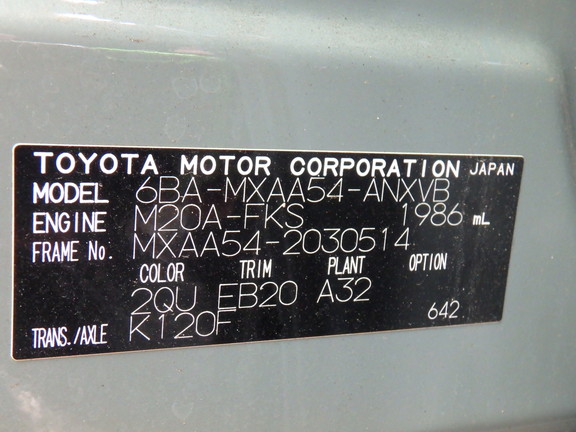 TOYOTA MOTOR CORPORATION JAPAN
MODEL 6BA-MXAA54-ANXVB
ENGINE M20A-FKS 1986 mL
FRAME No. MXAA54-2030514
COLOR TRIM PLANT OPTION
2QU EB20 A32
TRANS./AXLE K120F 642